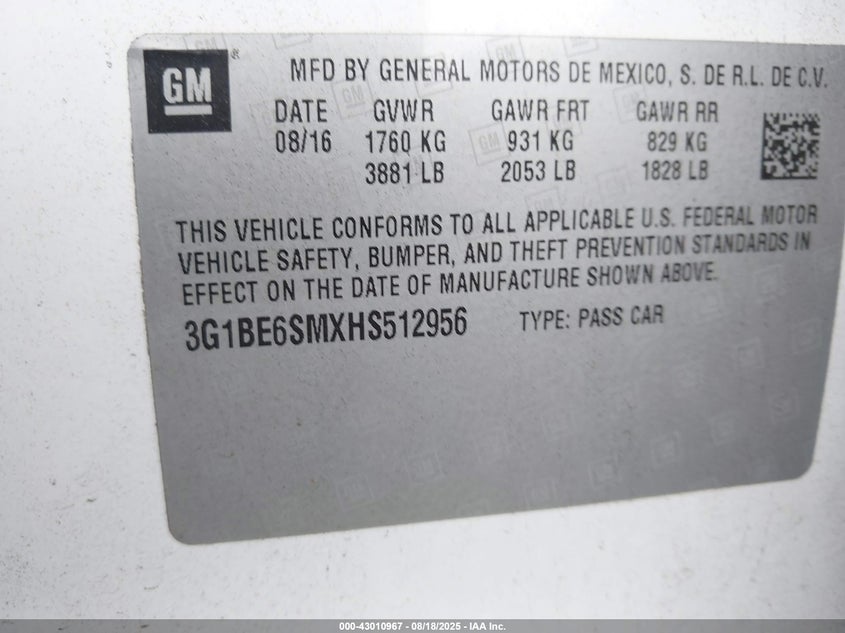 GM
MFD BY GENERAL MOTORS DE MEXICO, S. DE R.L. DE C.V.
DATE GVWR GAWR FRT GAWR RR
08/16 1760 KG 931 KG 829 KG
3881 LB 2053 LB 1828 LB
THIS VEHICLE CONFORMS TO ALL APPLICABLE U.S. FEDERAL MOTOR
VEHICLE SAFETY, BUMPER, AND THEFT PREVENTION STANDARDS IN
EFFECT ON THE DATE OF MANUFACTURE SHOWN ABOVE.
3G1BE6SMXHS512956 TYPE: PASS CAR
000-43010967 - 08/18/2025 - IAA Inc.